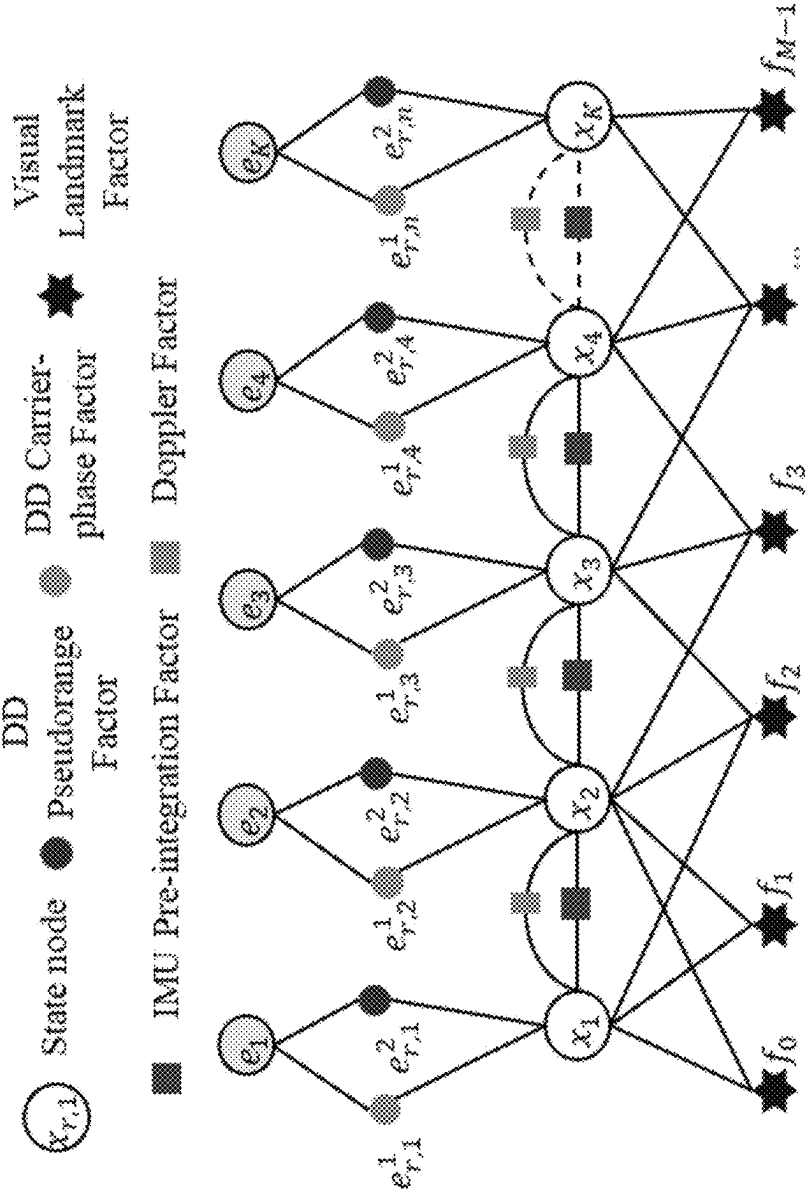 x_{r,1} State node DD Pseudorange Factor DD Carrier-phase Factor Visual Landmark Factor
IMU Pre-integration Factor Doppler Factor
e_1 e_2 e_3 e_4 e_K
e^1_{r,1} e^2_{r,1} e^1_{r,2} e^2_{r,2} e^1_{r,3} e^2_{r,3} e^1_{r,4} e^2_{r,4} e^1_{r,n} e^2_{r,n}
x_1 x_2 x_3 x_4 x_K
f_0 f_1 f_2 f_3 ... f_{M-1}